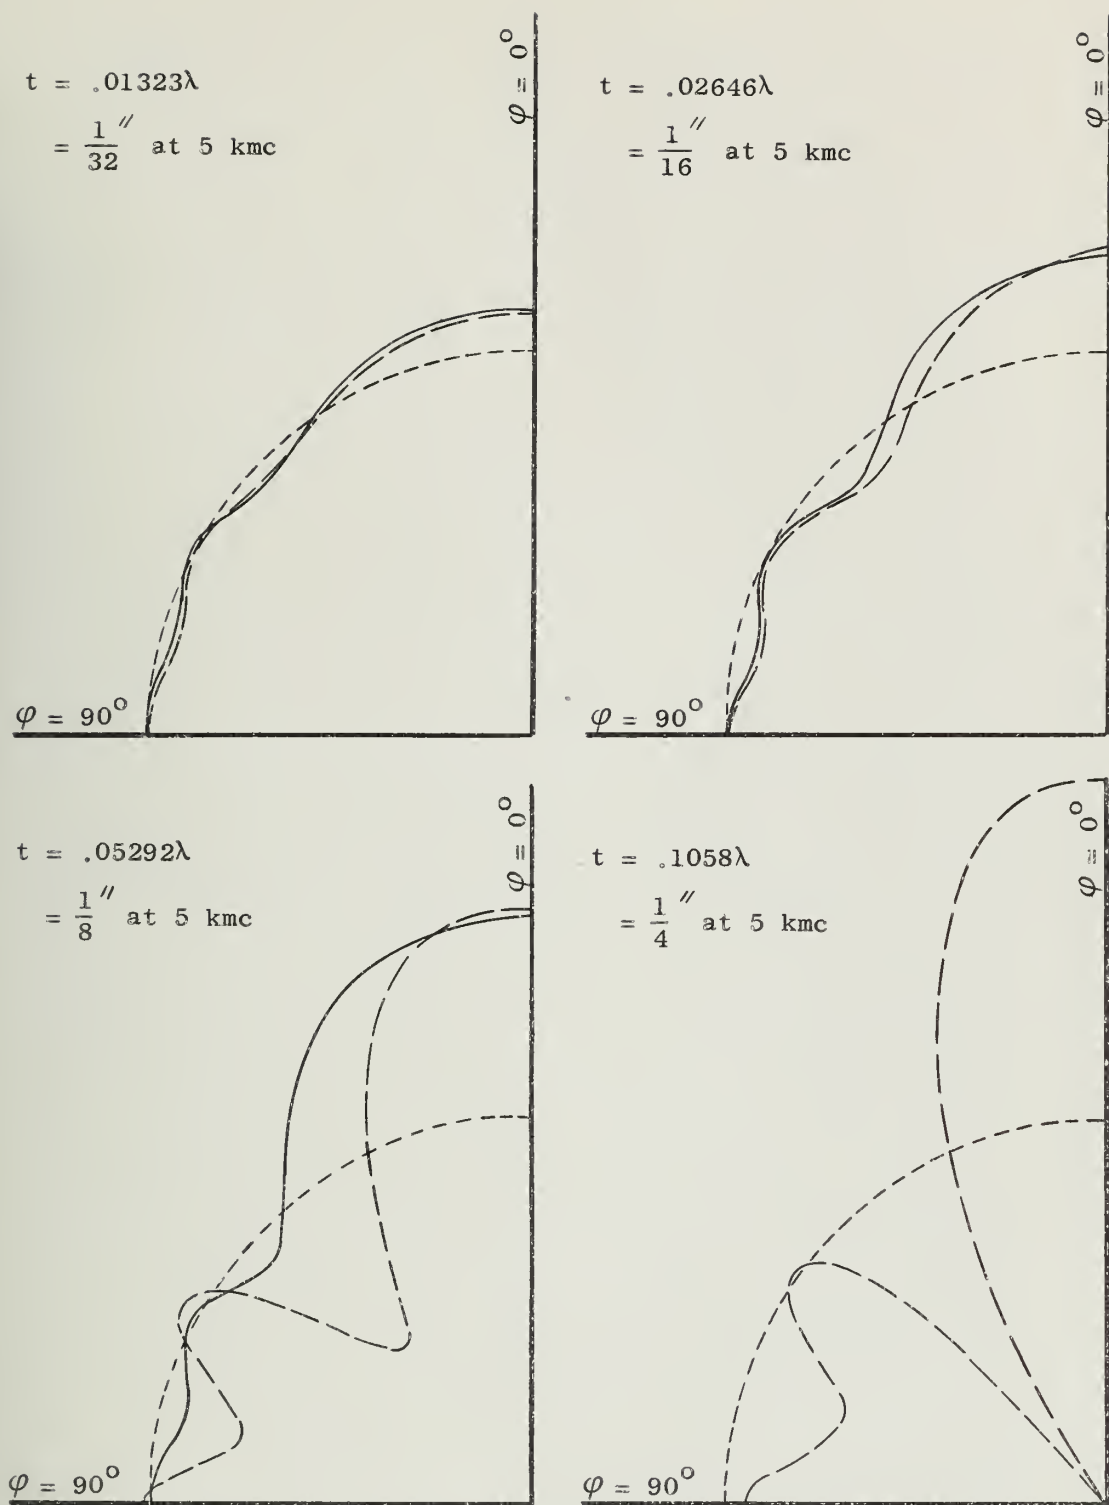 t = .01323λ
= 1/32″ at 5 kmc
φ = 0°
φ = 90°
t = .02646λ
= 1/16″ at 5 kmc
φ = 0°
φ = 90°
t = .05292λ
= 1/8″ at 5 kmc
φ = 0°
φ = 90°
t = .1058λ
= 1/4″ at 5 kmc
φ = 0°
φ = 90°